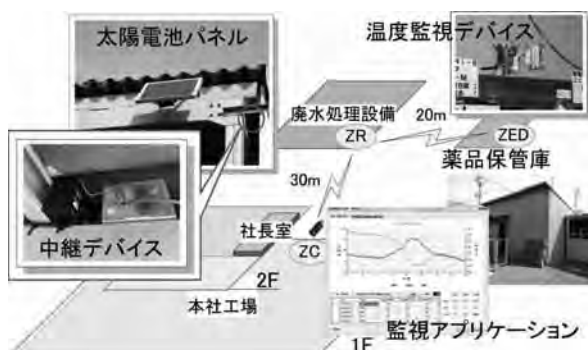 太陽電池パネル
温度監視デバイス
廃水処理設備
ZR
20m
ZED
薬品保管庫
30m
中継デバイス
社長室
ZC
2F
本社工場
監視アプリケーション
1F